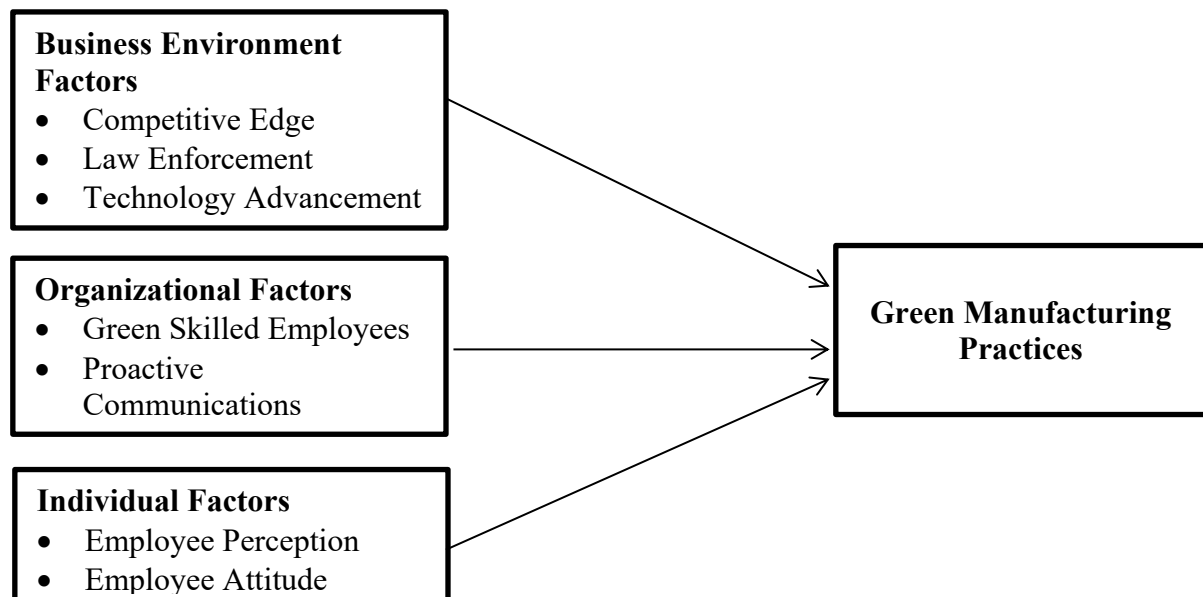 Business Environment
Factors
• Competitive Edge
• Law Enforcement
• Technology Advancement
Organizational Factors
• Green Skilled Employees
• Proactive
Communications
Individual Factors
• Employee Perception
• Employee Attitude
Green Manufacturing
Practices